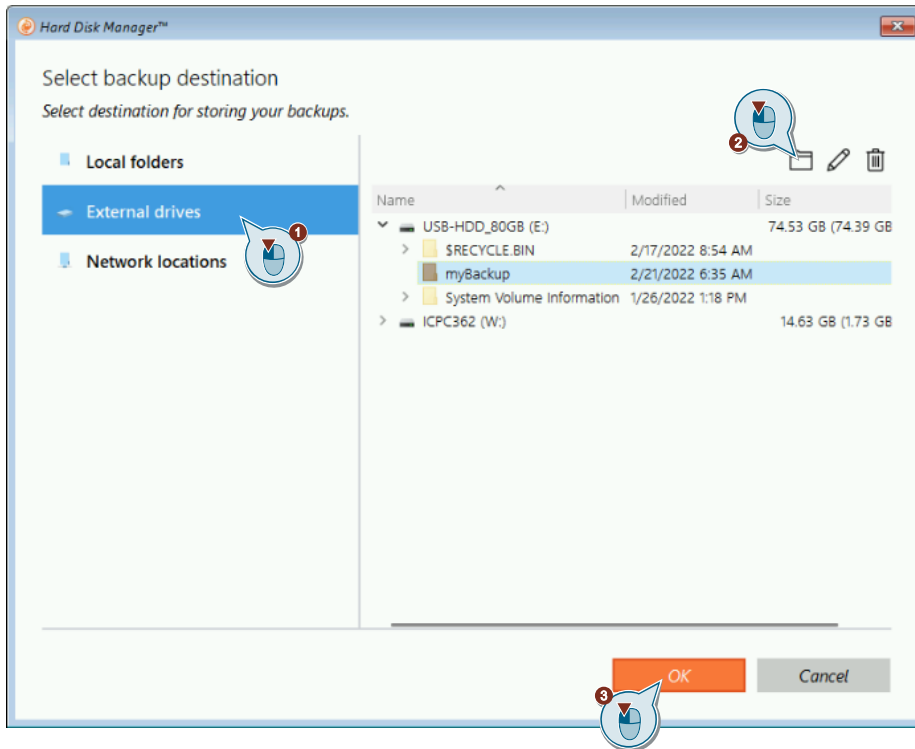 Hard Disk Manager™
Select backup destination
Select destination for storing your backups.
2
Local folders
Name Modified Size
External drives
1
USB-HDD_80GB (E:) 74.53 GB (74.39 GB
$RECYCLE.BIN 2/17/2022 8:54 AM
Network locations
myBackup 2/21/2022 6:35 AM
System Volume Information 1/26/2022 1:18 PM
ICPC362 (W:) 14.63 GB (1.73 GB
OK Cancel
3